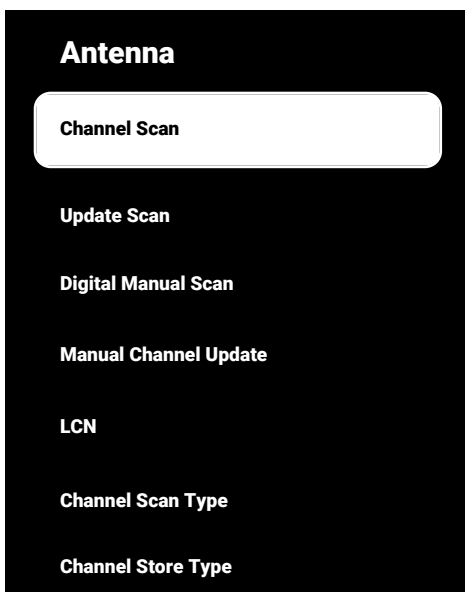 Antenna
Channel Scan
Update Scan
Digital Manual Scan
Manual Channel Update
LCN
Channel Scan Type
Channel Store Type